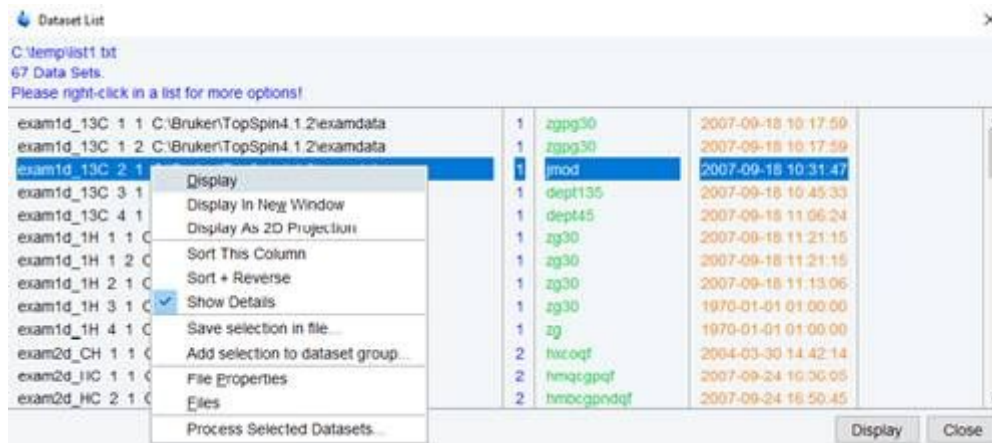 Dataset List
C:\temp\list1.txt
67 Data Sets.
Please right-click in a list for more options!
exam1d_13C 1 1 C:\Bruker\TopSpin4.1.2\examdata 1 zgpg30 2007-09-18 10:17:59
exam1d_13C 1 2 C:\Bruker\TopSpin4.1.2\examdata 1 zgpg30 2007-09-18 10:17:59
exam1d_13C 2 1 1 jmod 2007-09-18 10:31:47
Display
exam1d_13C 3 1 1 dept135 2007-09-18 10:45:33
Display In New Window
exam1d_13C 4 1 1 dept45 2007-09-18 11:06:24
Display As 2D Projection
exam1d_1H 1 1 C 1 zg30 2007-09-18 11:21:15
Sort This Column
exam1d_1H 1 2 C 1 zg30 2007-09-18 11:21:15
Sort + Reverse
exam1d_1H 2 1 C 1 zg30 2007-09-18 11:13:06
Show Details
exam1d_1H 3 1 C 1 zg30 1970-01-01 01:00:00
Save selection in file...
exam1d_1H 4 1 C 1 zg 1970-01-01 01:00:00
Add selection to dataset group...
exam2d_CH 1 1 C 2 hxcoqf 2004-03-30 14:42:14
File Properties
exam2d_HC 1 1 C 2 hmqcgpqf 2007-09-24 16:36:05
Files
exam2d_HC 2 1 C 2 hmbcgpndqf 2007-09-24 16:50:45
Process Selected Datasets...
Display Close